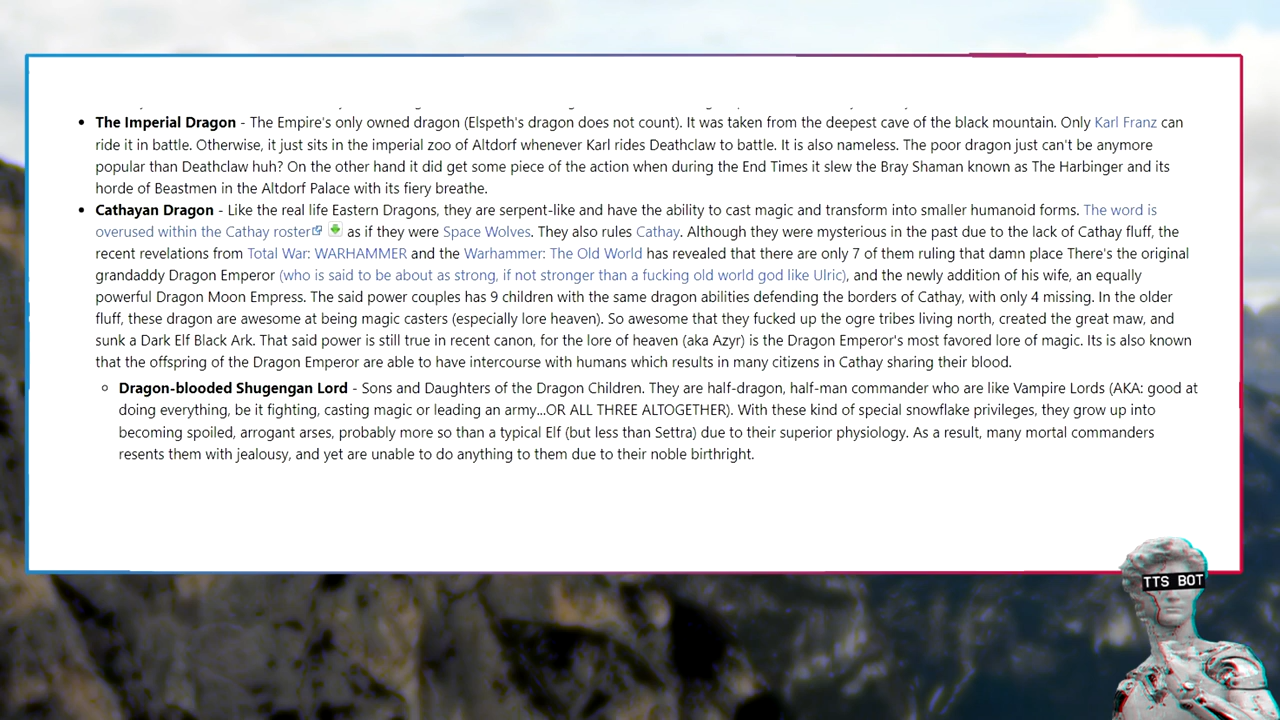 The Imperial Dragon - The Empire's only owned dragon (Elspeth's dragon does not count). It was taken from the deepest cave of the black mountain. Only Karl Franz can
ride it in battle. Otherwise, it just sits in the imperial zoo of Altdorf whenever Karl rides Deathclaw to battle. It is also nameless. The poor dragon just can't be anymore
popular than Deathclaw huh? On the other hand it did get some piece of the action when during the End Times it slew the Bray Shaman known as The Harbinger and its
horde of Beastmen in the Altdorf Palace with its fiery breathe.
Cathayan Dragon - Like the real life Eastern Dragons, they are serpent-like and have the ability to cast magic and transform into smaller humanoid forms. The word is
overused within the Cathay roster as if they were Space Wolves. They also rules Cathay. Although they were mysterious in the past due to the lack of Cathay fluff, the
recent revelations from Total War: WARHAMMER and the Warhammer: The Old World has revealed that there are only 7 of them ruling that damn place There's the original
grandaddy Dragon Emperor (who is said to be about as strong, if not stronger than a fucking old world god like Ulric), and the newly addition of his wife, an equally
powerful Dragon Moon Empress. The said power couples has 9 children with the same dragon abilities defending the borders of Cathay, with only 4 missing. In the older
fluff, these dragon are awesome at being magic casters (especially lore heaven). So awesome that they fucked up the ogre tribes living north, created the great maw, and
sunk a Dark Elf Black Ark. That said power is still true in recent canon, for the lore of heaven (aka Azyr) is the Dragon Emperor's most favored lore of magic. Its is also known
that the offspring of the Dragon Emperor are able to have intercourse with humans which results in many citizens in Cathay sharing their blood.
Dragon-blooded Shugengan Lord - Sons and Daughters of the Dragon Children. They are half-dragon, half-man commander who are like Vampire Lords (AKA: good at
doing everything, be it fighting, casting magic or leading an army...OR ALL THREE ALTOGETHER). With these kind of special snowflake privileges, they grow up into
becoming spoiled, arrogant arses, probably more so than a typical Elf (but less than Settra) due to their superior physiology. As a result, many mortal commanders
resents them with jealousy, and yet are unable to do anything to them due to their noble birthright.
TTS BOT